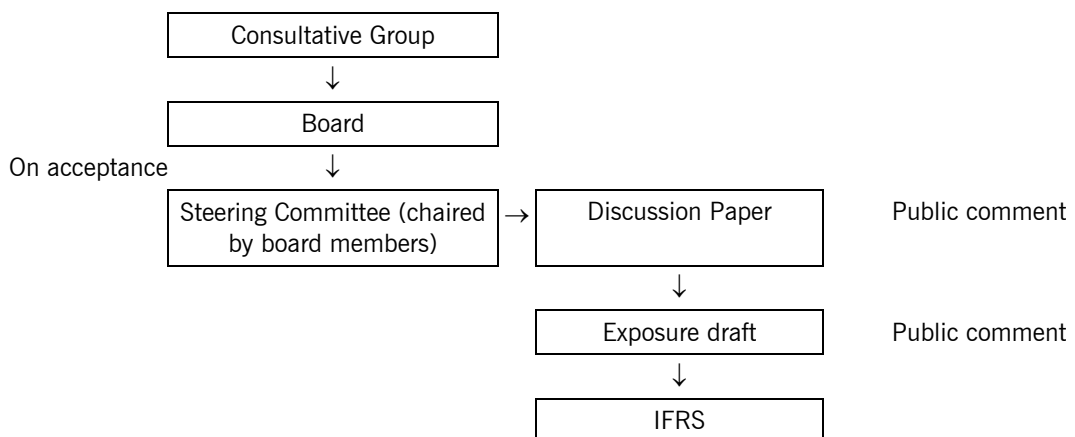 Consultative Group
↓
Board
On acceptance ↓
Steering Committee (chaired → Discussion Paper Public comment
by board members)
↓
Exposure draft Public comment
↓
IFRS